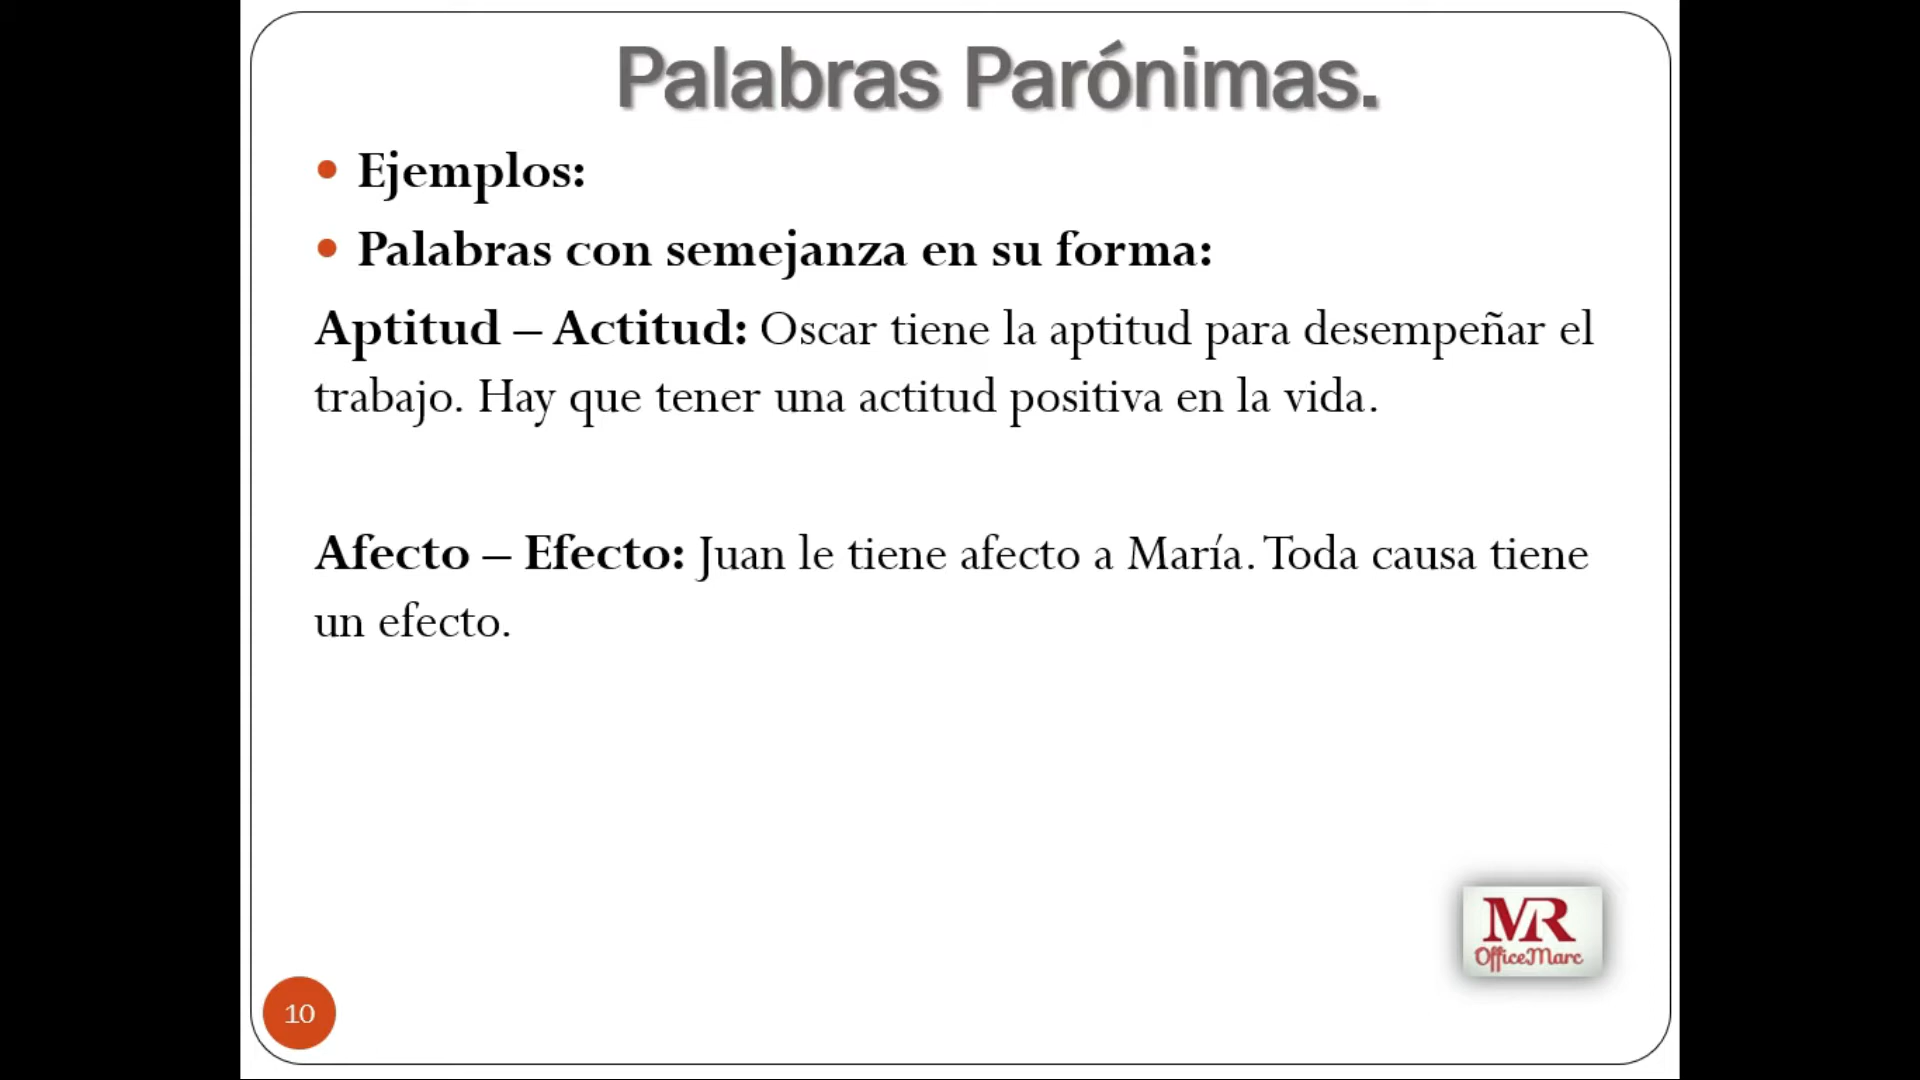 Palabras Parónimas.
Ejemplos:
Palabras con semejanza en su forma:
Aptitud – Actitud: Oscar tiene la aptitud para desempeñar el
trabajo. Hay que tener una actitud positiva en la vida.
Afecto – Efecto: Juan le tiene afecto a María. Toda causa tiene
un efecto.
MR
OfficeMarc
10